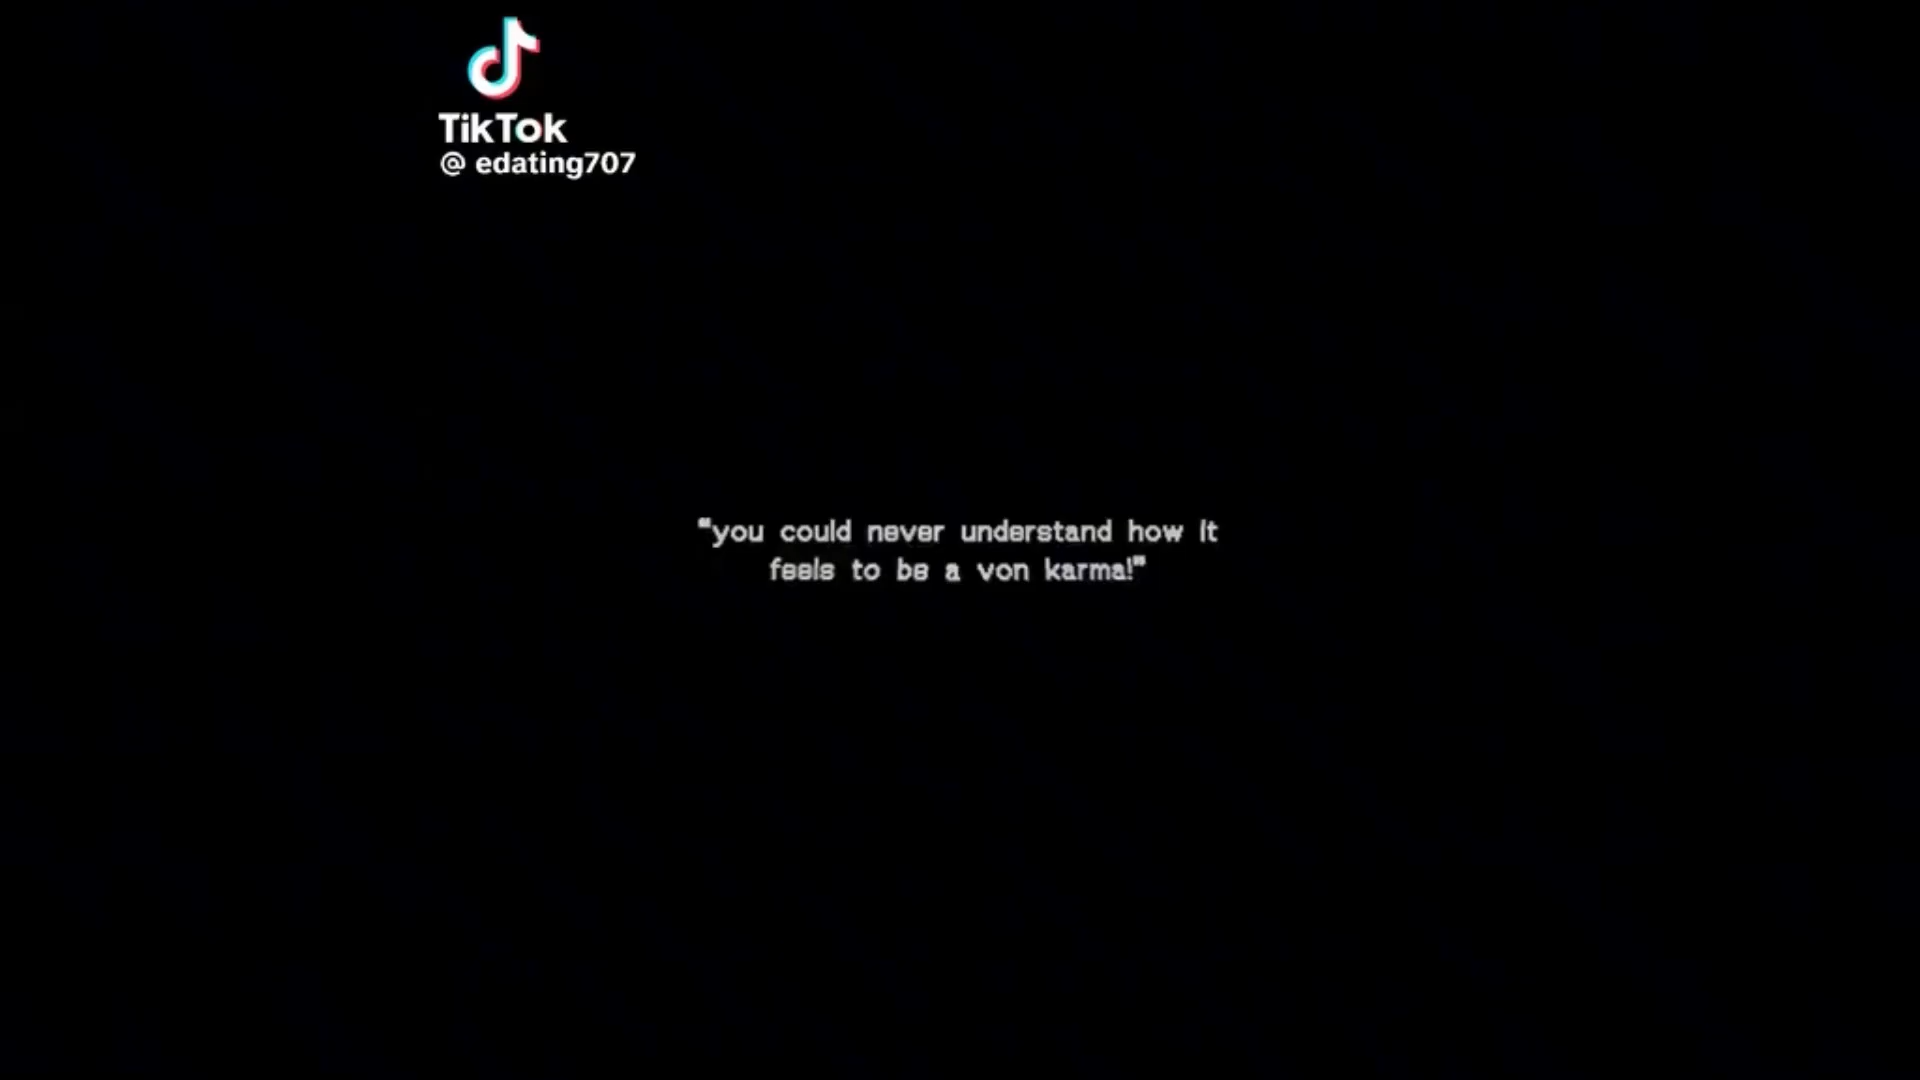 TikTok
@ edating707
"you could never understand how it
feels to be a von karma!"